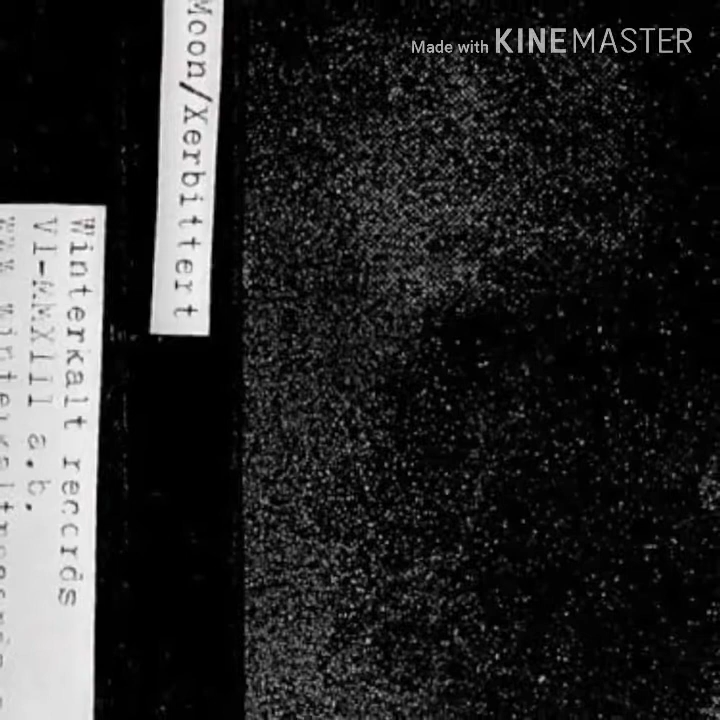 Made with KINEMASTER
Moon/Xerbittert
Winterkalt records
VI-MMXIII a.b.